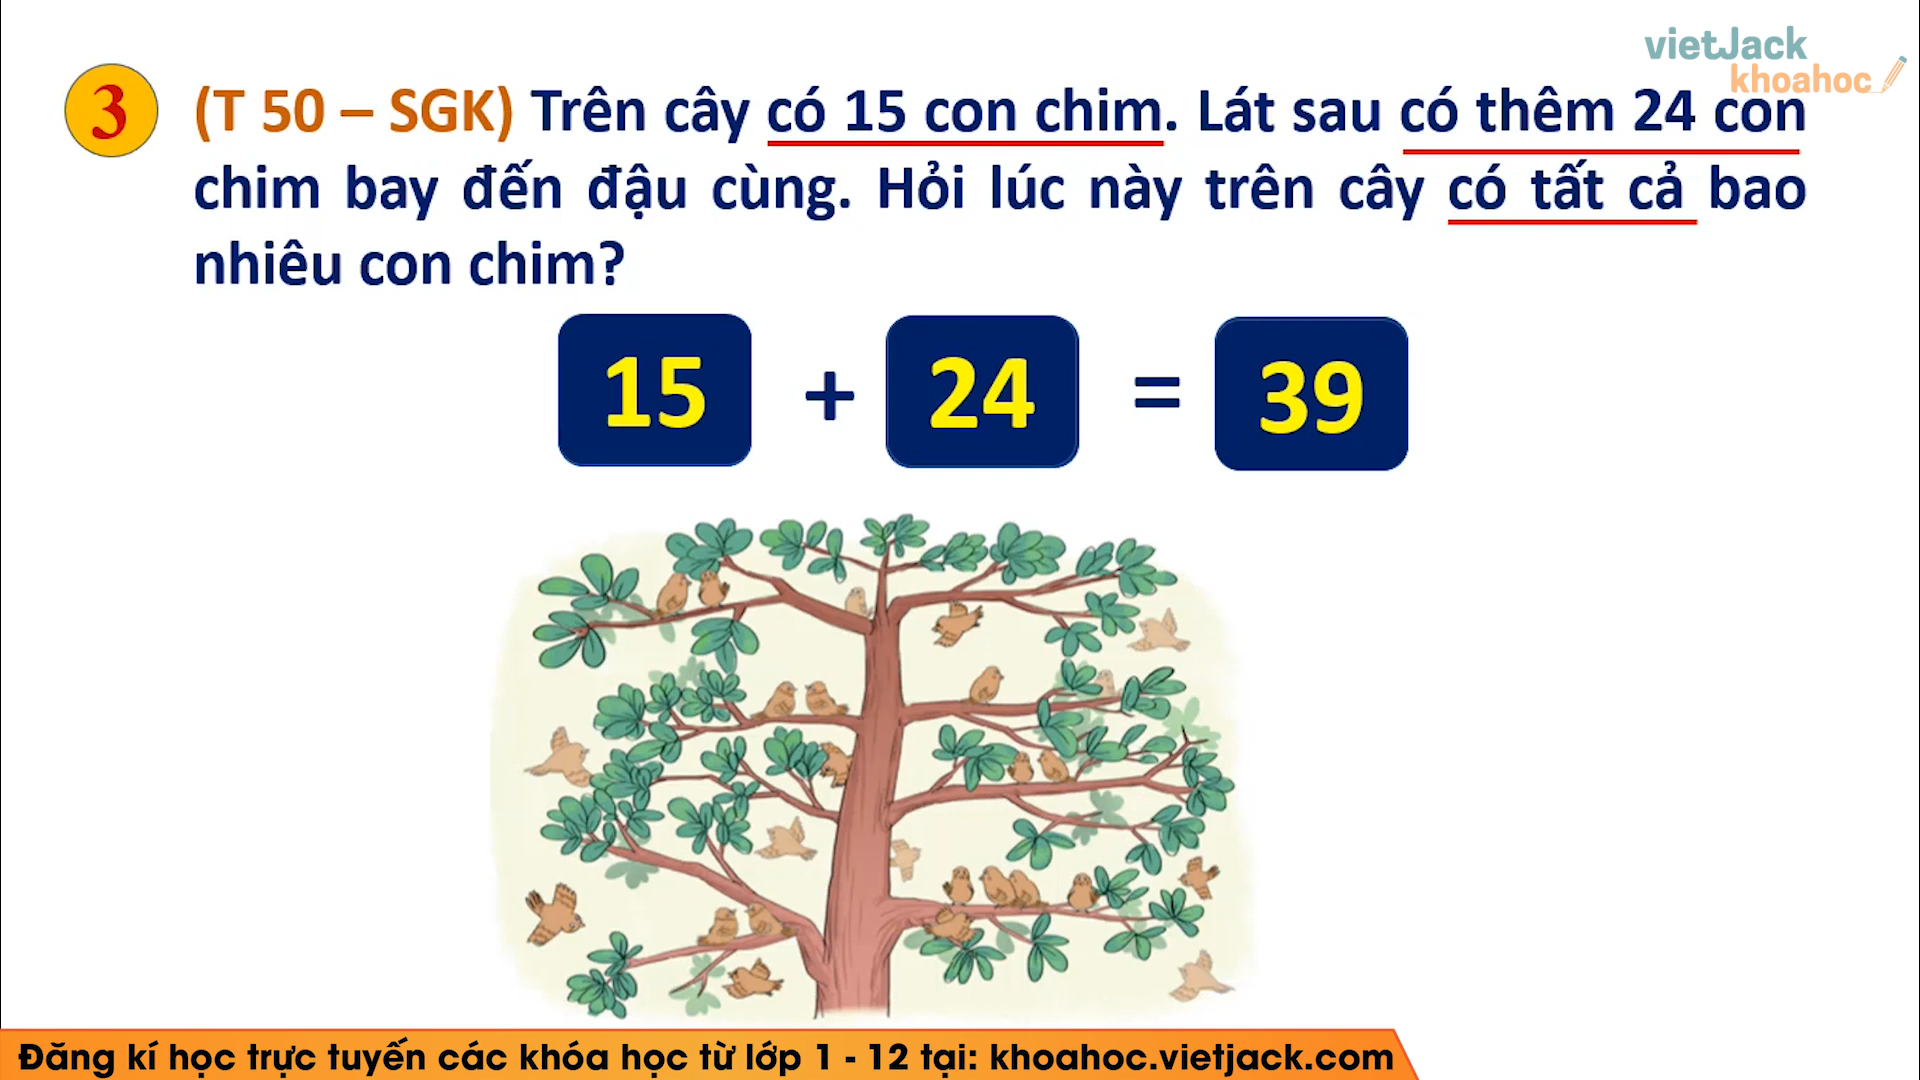 vietJack
khoahoc
3
(T 50 – SGK) Trên cây có 15 con chim. Lát sau có thêm 24 con
chim bay đến đậu cùng. Hỏi lúc này trên cây có tất cả bao
nhiêu con chim?
15 + 24 = 39
Đăng kí học trực tuyến các khóa học từ lớp 1 - 12 tại: khoahoc.vietjack.com